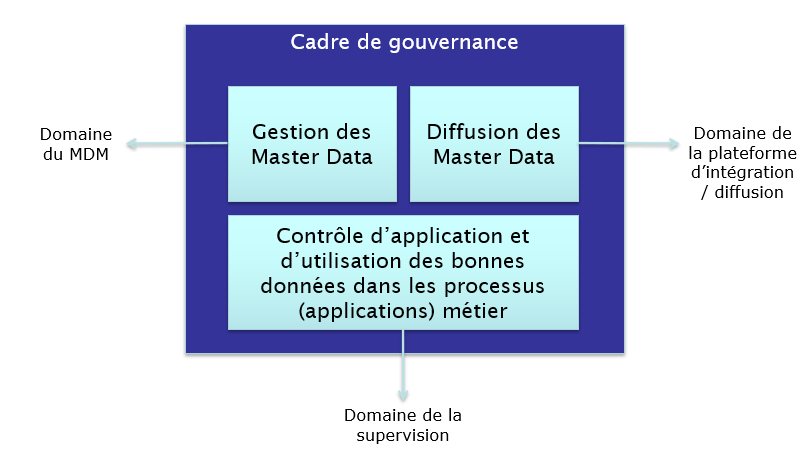 Cadre de gouvernance
Gestion des
Master Data
Diffusion des
Master Data
Domaine
du MDM
Domaine de
la plateforme
d’intégration
/ diffusion
Contrôle d’application et
d’utilisation des bonnes
données dans les processus
(applications) métier
Domaine de la
supervision